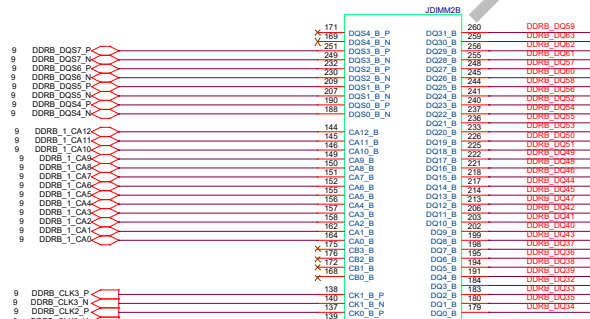 JDIMM2B
171 DQS4_B_P DQ31_B 260 DDRB_DQ59
169 DQS4_B_N DQ30_B 259 DDRB_DQ63
9 DDRB_DQS7_P 251 DQS3_B_P DQ29_B 256 DDRB_DQ62
9 DDRB_DQS7_N 249 DQS3_B_N DQ28_B 255 DDRB_DQ61
9 DDRB_DQS6_P 232 DQS2_B_P DQ27_B 248 DDRB_DQ57
9 DDRB_DQS6_N 230 DQS2_B_N DQ26_B 245 DDRB_DQ60
9 DDRB_DQS5_P 209 DQS1_B_P DQ25_B 244 DDRB_DQ58
9 DDRB_DQS5_N 207 DQS1_B_N DQ24_B 241 DDRB_DQ56
9 DDRB_DQS4_P 190 DQS0_B_P DQ23_B 240 DDRB_DQ52
9 DDRB_DQS4_N 188 DQS0_B_N DQ22_B 237 DDRB_DQ54
DQ21_B 236 DDRB_DQ55
9 DDRB_1_CA12 144 CA12_B DQ20_B 233 DDRB_DQ53
9 DDRB_1_CA11 145 CA11_B DQ19_B 226 DDRB_DQ50
9 DDRB_1_CA10 146 CA10_B DQ18_B 225 DDRB_DQ51
9 DDRB_1_CA9 149 CA9_B DQ17_B 222 DDRB_DQ49
9 DDRB_1_CA8 150 CA8_B DQ16_B 221 DDRB_DQ48
9 DDRB_1_CA7 151 CA7_B DQ15_B 218 DDRB_DQ46
9 DDRB_1_CA6 152 CA6_B DQ14_B 217 DDRB_DQ44
9 DDRB_1_CA5 155 CA5_B DQ13_B 214 DDRB_DQ45
9 DDRB_1_CA4 156 CA4_B DQ12_B 213 DDRB_DQ47
9 DDRB_1_CA3 157 CA3_B DQ11_B 206 DDRB_DQ42
9 DDRB_1_CA2 158 CA2_B DQ10_B 203 DDRB_DQ41
9 DDRB_1_CA1 162 CA1_B DQ9_B 202 DDRB_DQ40
9 DDRB_1_CA0 164 CA0_B DQ8_B 199 DDRB_DQ43
175 CB3_B DQ7_B 198 DDRB_DQ37
176 CB2_B DQ6_B 195 DDRB_DQ36
172 CB1_B DQ5_B 194 DDRB_DQ38
168 CB0_B DQ4_B 191 DDRB_DQ39
DQ3_B 184 DDRB_DQ32
9 DDRB_CLK3_P 138 CK1_B_P DQ2_B 183 DDRB_DQ33
9 DDRB_CLK3_N 140 CK1_B_N DQ1_B 180 DDRB_DQ35
9 DDRB_CLK2_P 137 CK0_B_P DQ0_B 179 DDRB_DQ34
139